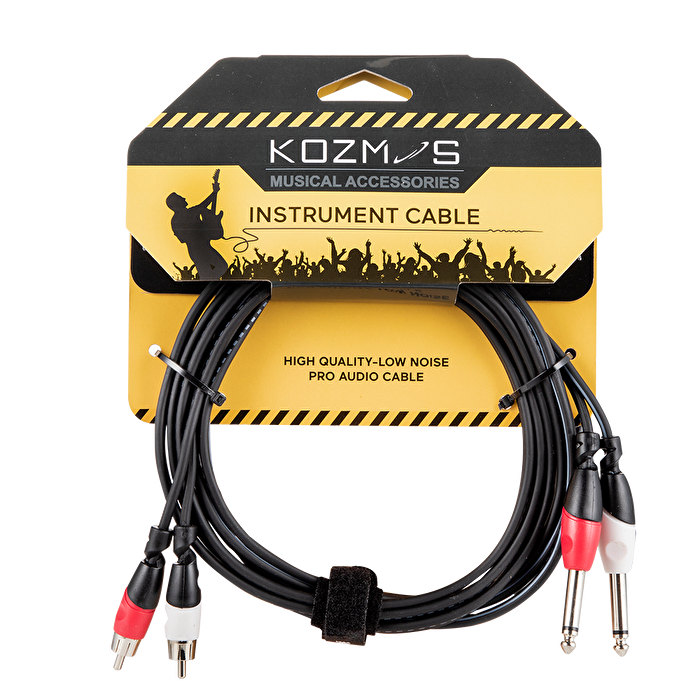 KOZMOS
MUSICAL ACCESSORIES
INSTRUMENT CABLE
HIGH QUALITY-LOW NOISE
PRO AUDIO CABLE